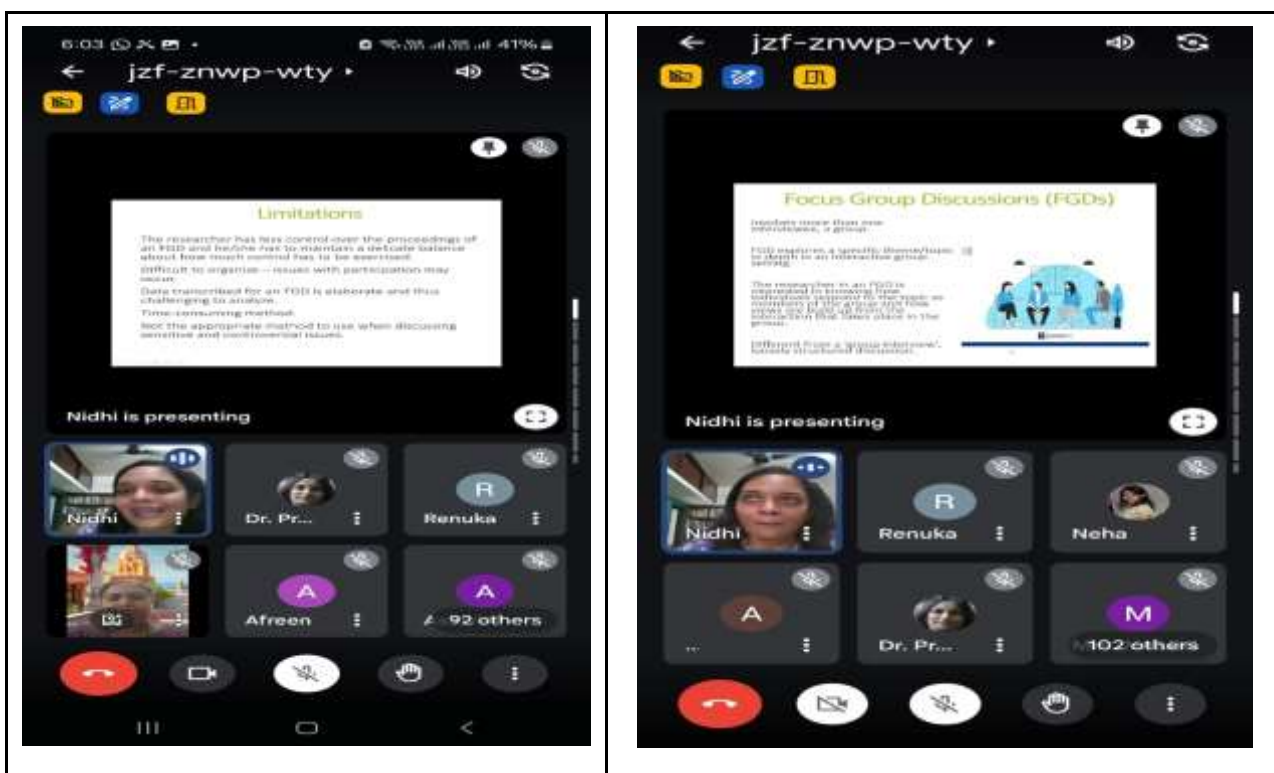 6:03
41%
jzf-znwp-wty
Limitations
The researcher has less control over the proceedings of
an FGD and he/she has to maintain a delicate balance
about how much control has to be exercised.
Difficult to organise – issues with participation may
occur.
Data transcribed for an FGD is elaborate and thus
challenging to analyze.
Time-consuming method.
Not the appropriate method to use when discussing
sensitive and controversial issues.
Nidhi is presenting
Nidhi
Dr. Pr...
R
Renuka
A
Afreen
A
92 others
jzf-znwp-wty
Focus Group Discussions (FGDs)
Involves more than one
interviewee, a group.
FGD explores a specific theme/topic
in depth in an interactive group
setting.
The researcher in an FGD is
interested in knowing how
individuals respond to the topic as
members of the group and how
views are built up from the
interaction that takes place in the
group.
Different from a 'group interview',
loosely structured discussion.
Nidhi is presenting
Nidhi
R
Renuka
Neha
A
...
Dr. Pr...
M
102 others